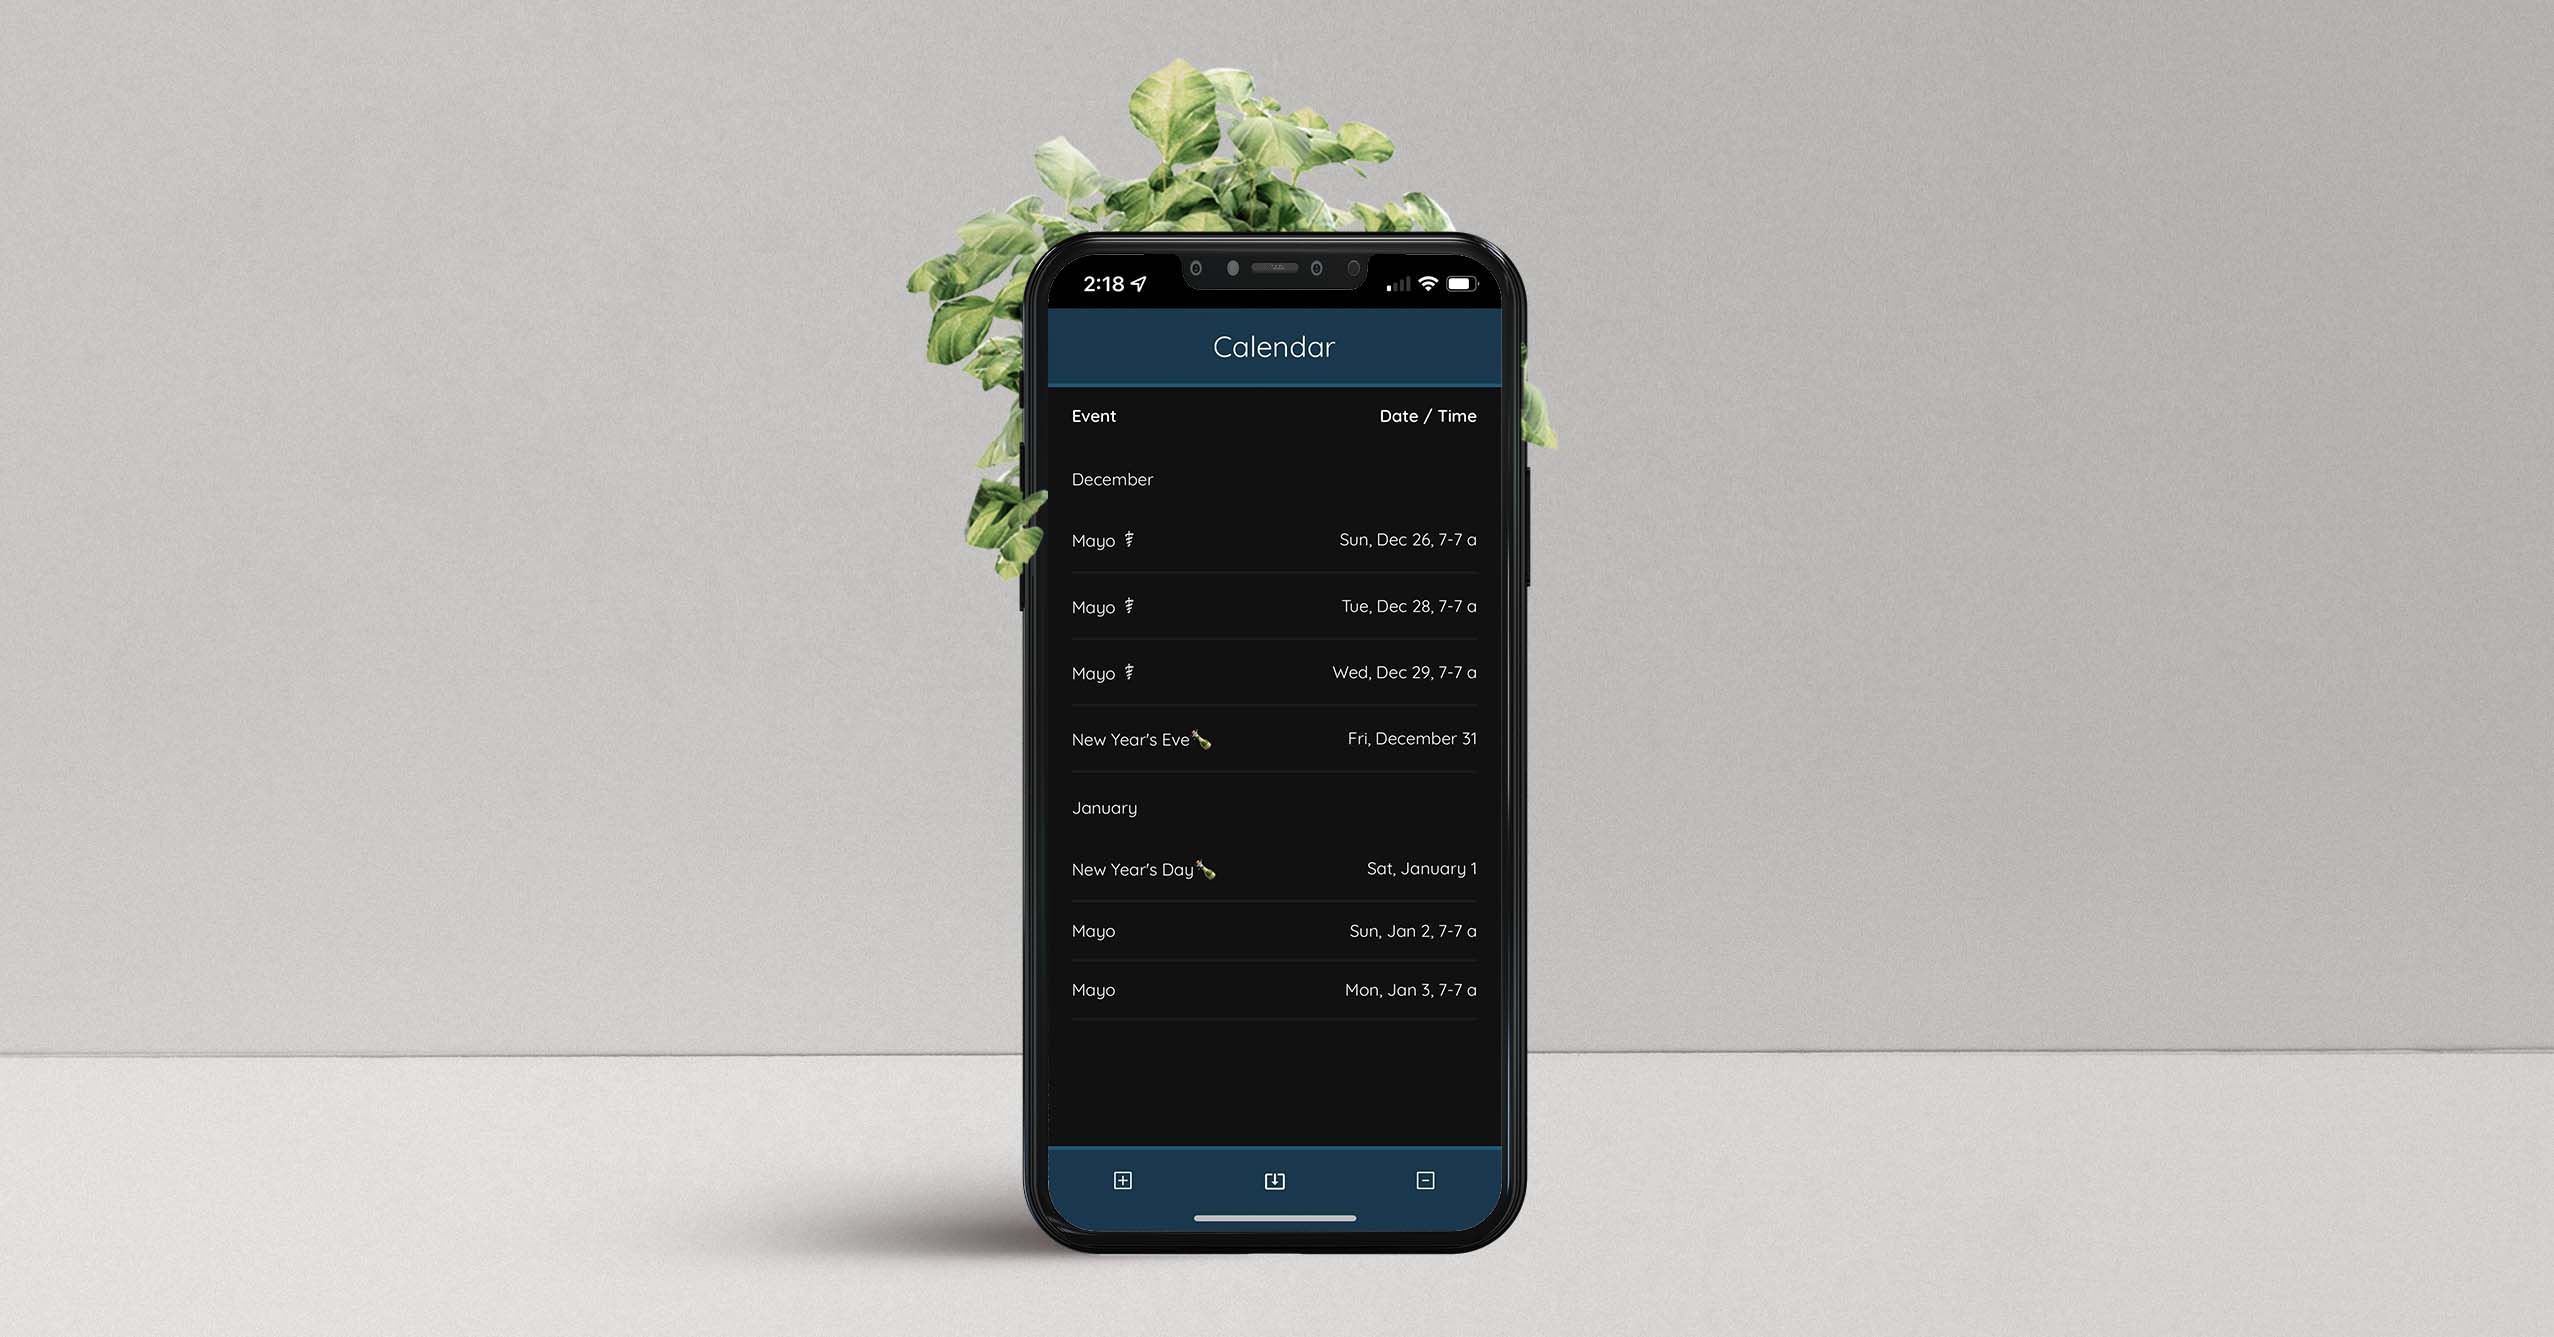 2:18
Calendar
Event Date / Time
December
Mayo ⚕ Sun, Dec 26, 7-7 a
Mayo ⚕ Tue, Dec 28, 7-7 a
Mayo ⚕ Wed, Dec 29, 7-7 a
New Year's Eve🍾 Fri, December 31
January
New Year's Day🍾 Sat, January 1
Mayo Sun, Jan 2, 7-7 a
Mayo Mon, Jan 3, 7-7 a